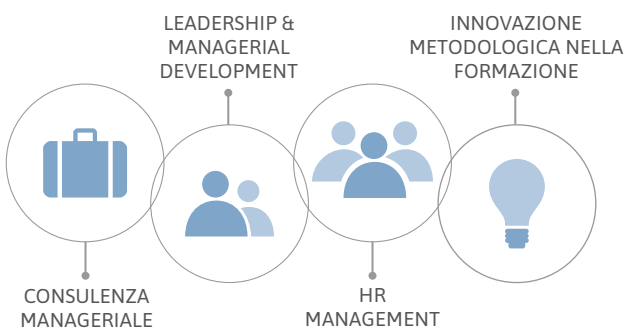 LEADERSHIP &
MANAGERIAL
DEVELOPMENT
INNOVAZIONE
METODOLOGICA NELLA
FORMAZIONE
CONSULENZA
MANAGERIALE
HR
MANAGEMENT